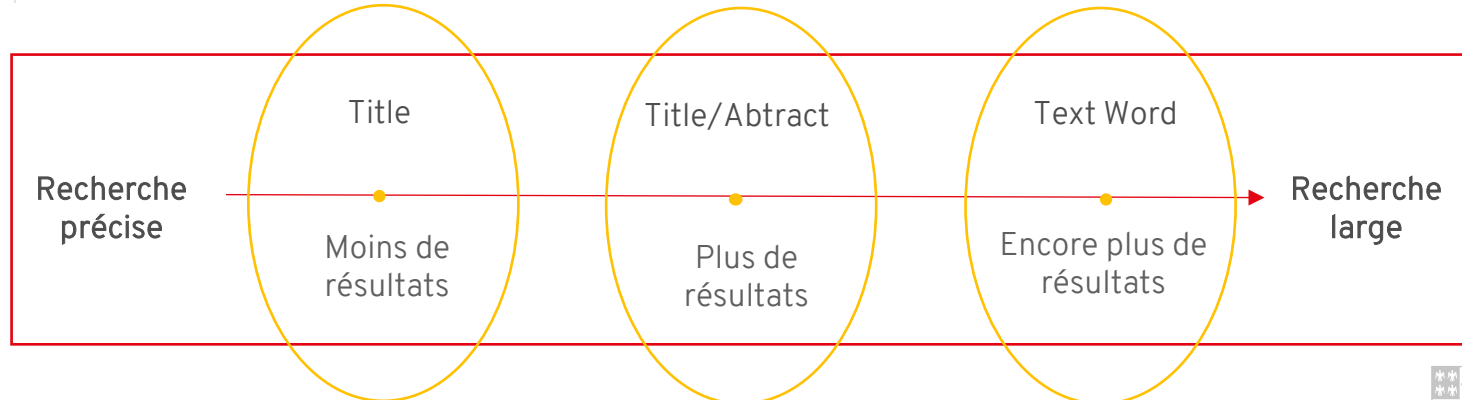 Title
Title/Abtract
Text Word
Recherche
précise
Recherche
large
Moins de
résultats
Plus de
résultats
Encore plus de
résultats